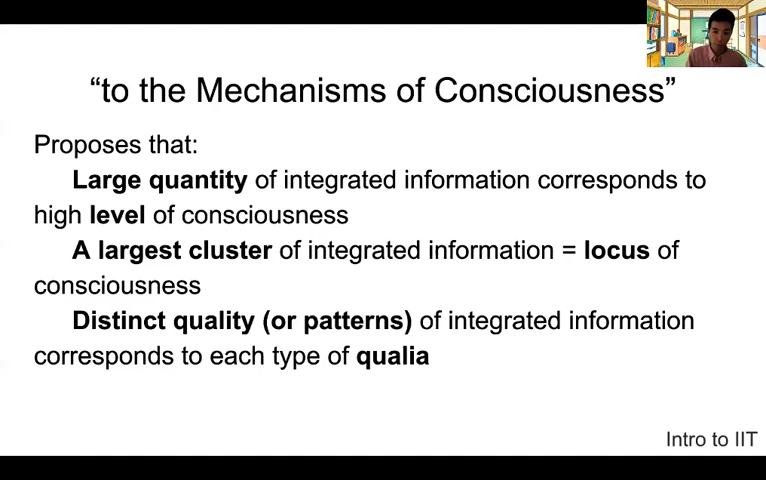 “to the Mechanisms of Consciousness”
Proposes that:
Large quantity of integrated information corresponds to
high level of consciousness
A largest cluster of integrated information = locus of
consciousness
Distinct quality (or patterns) of integrated information
corresponds to each type of qualia
Intro to IIT